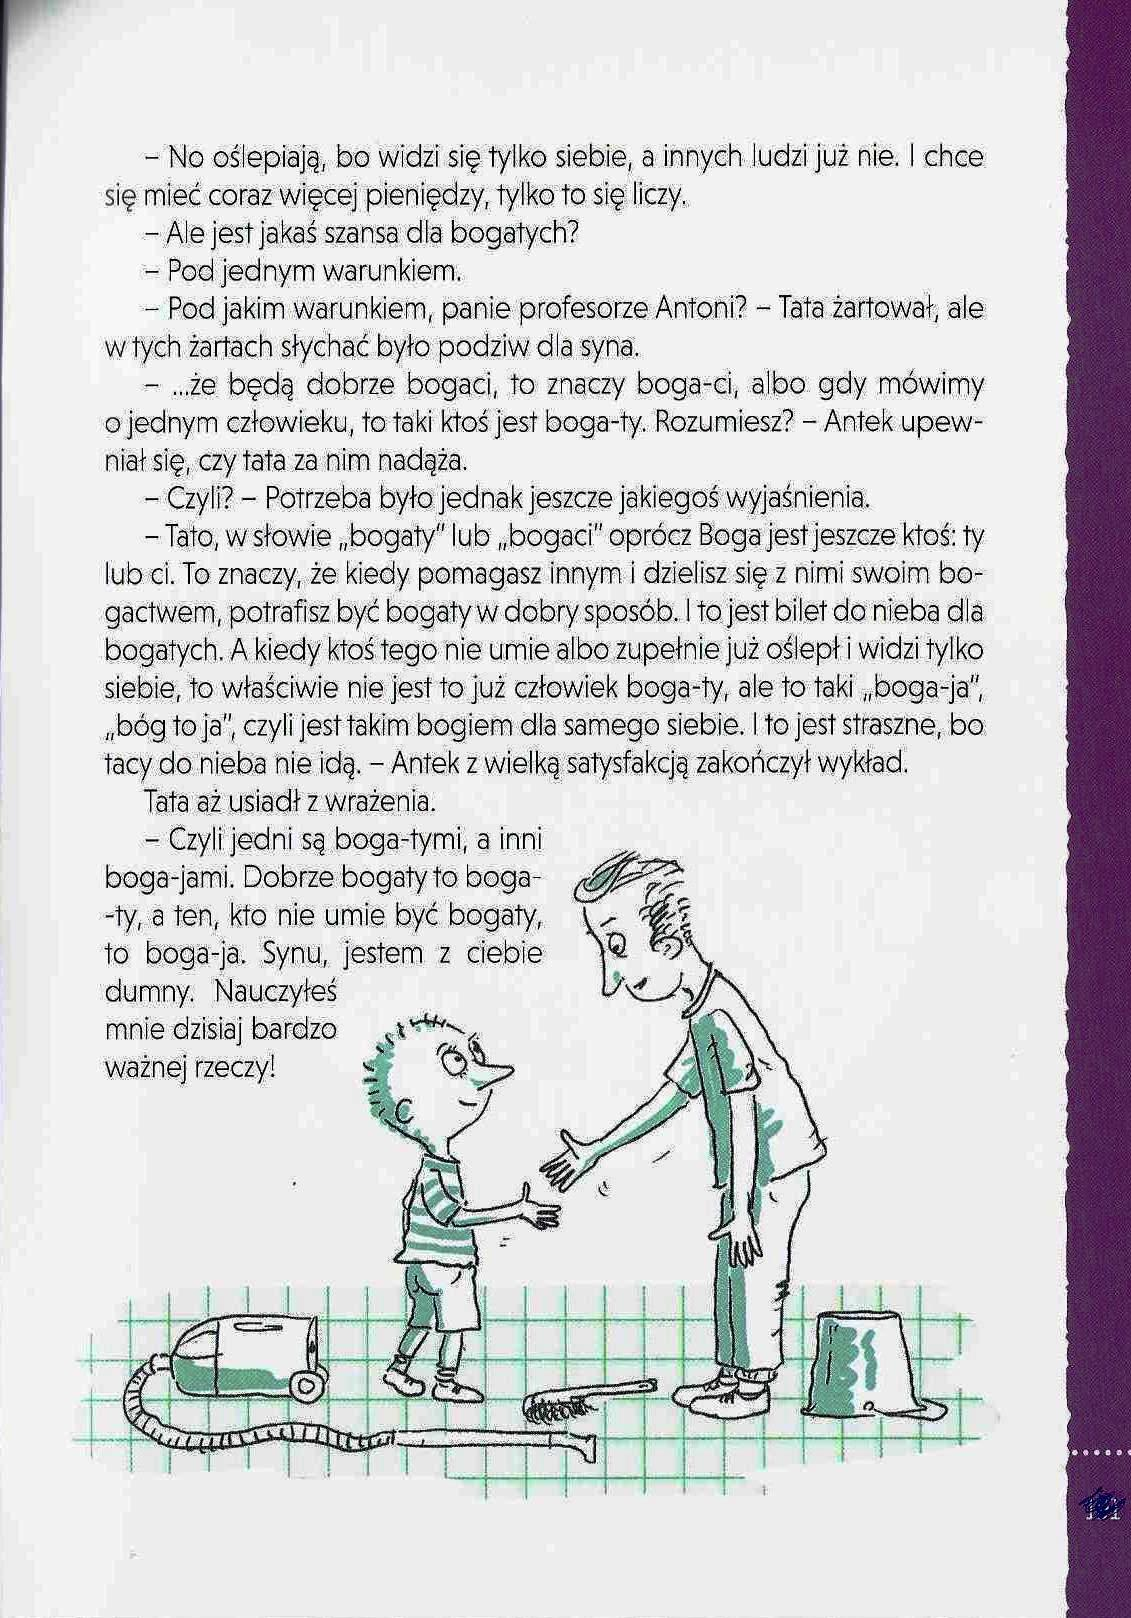 – No oślepiają, bo widzi się tylko siebie, a innych ludzi już nie. I chce
się mieć coraz więcej pieniędzy, tylko to się liczy.
– Ale jest jakaś szansa dla bogatych?
– Pod jednym warunkiem.
– Pod jakim warunkiem, panie profesorze Antoni? – Tata żartował, ale
w tych żartach słychać było podziw dla syna.
– ...że będą dobrze bogaci, to znaczy boga-ci, albo gdy mówimy
o jednym człowieku, to taki ktoś jest boga-ty. Rozumiesz? – Antek upew-
niał się, czy tata za nim nadąża.
– Czyli? – Potrzeba było jednak jeszcze jakiegoś wyjaśnienia.
– Tato, w słowie „bogaty" lub „bogaci" oprócz Boga jest jeszcze ktoś: ty
lub ci. To znaczy, że kiedy pomagasz innym i dzielisz się z nimi swoim bo-
gactwem, potrafisz być bogaty w dobry sposób. I to jest bilet do nieba dla
bogatych. A kiedy ktoś tego nie umie albo zupełnie już oślepł i widzi tylko
siebie, to właściwie nie jest to już człowiek boga-ty, ale to taki „boga-ja",
„bóg to ja", czyli jest takim bogiem dla samego siebie. I to jest straszne, bo
tacy do nieba nie idą. – Antek z wielką satysfakcją zakończył wykład.
Tata aż usiadł z wrażenia.
– Czyli jedni są boga-tymi, a inni
boga-jami. Dobrze bogaty to boga-
-ty, a ten, kto nie umie być bogaty,
to boga-ja. Synu, jestem z ciebie
dumny. Nauczyłeś
mnie dzisiaj bardzo
ważnej rzeczy!